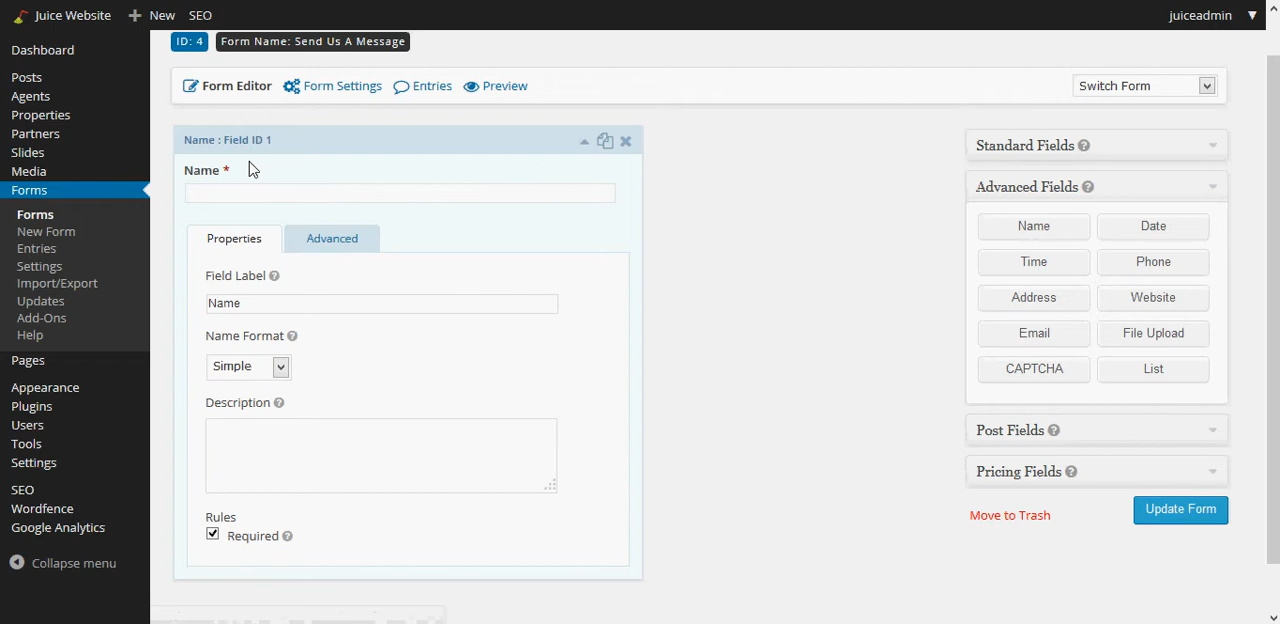 Juice Website
New
SEO
juiceadmin
ID: 4
Form Name: Send Us A Message
Dashboard
Posts
Agents
Properties
Partners
Slides
Media
Forms
Forms
New Form
Entries
Settings
Import/Export
Updates
Add-Ons
Help
Pages
Appearance
Plugins
Users
Tools
Settings
SEO
Wordfence
Google Analytics
Collapse menu
Form Editor
Form Settings
Entries
Preview
Switch Form
Name : Field ID 1
Name *
Properties
Advanced
Field Label
Name
Name Format
Simple
Description
Rules
Required
Standard Fields
Advanced Fields
Name
Date
Time
Phone
Address
Website
Email
File Upload
CAPTCHA
List
Post Fields
Pricing Fields
Move to Trash
Update Form